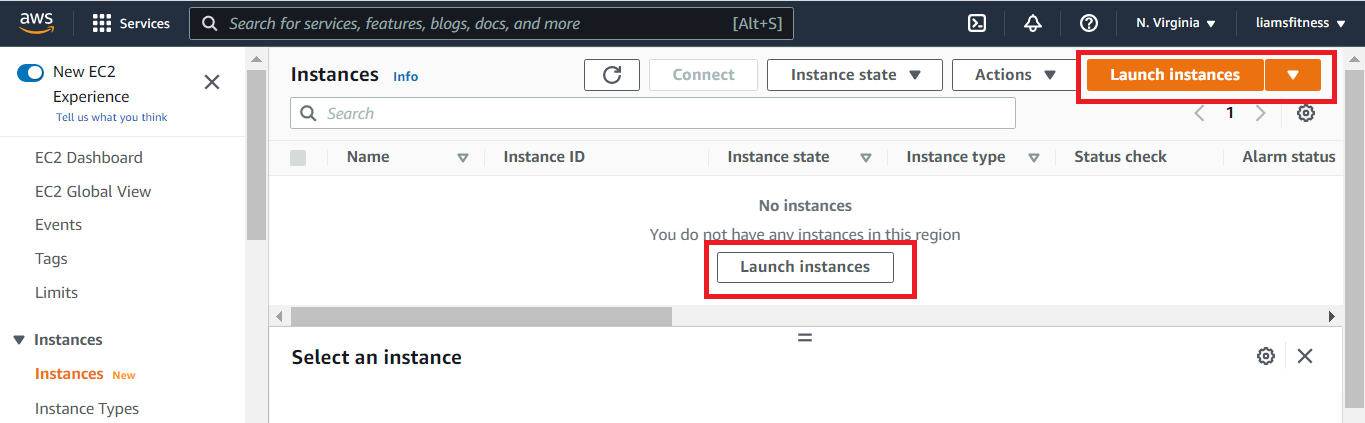 aws
Services
Search for services, features, blogs, docs, and more
[Alt+S]
N. Virginia
liamsfitness
New EC2
Experience
Tell us what you think
EC2 Dashboard
EC2 Global View
Events
Tags
Limits
Instances
Instances New
Instance Types
Instances Info
Connect
Instance state
Actions
Launch instances
Search
1
Name
Instance ID
Instance state
Instance type
Status check
Alarm status
No instances
You do not have any instances in this region
Launch instances
Select an instance